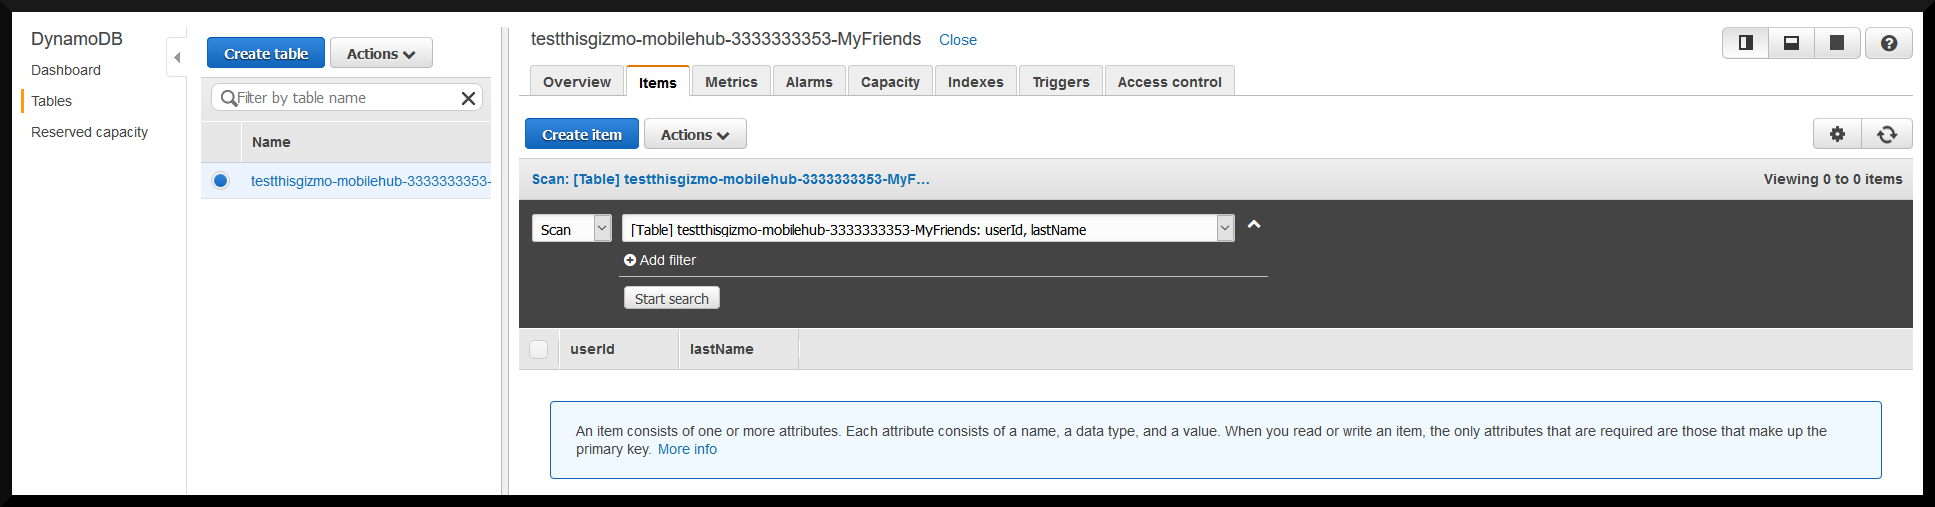 DynamoDB
Dashboard
Tables
Reserved capacity
Create table
Actions
Filter by table name
Name
testthisgizmo-mobilehub-3333333353-
testthisgizmo-mobilehub-3333333353-MyFriends Close
Overview Items Metrics Alarms Capacity Indexes Triggers Access control
Create item Actions
Scan: [Table] testthisgizmo-mobilehub-3333333353-MyF… Viewing 0 to 0 items
Scan [Table] testthisgizmo-mobilehub-3333333353-MyFriends: userId, lastName
Add filter
Start search
userId lastName
An item consists of one or more attributes. Each attribute consists of a name, a data type, and a value. When you read or write an item, the only attributes that are required are those that make up the
primary key. More info